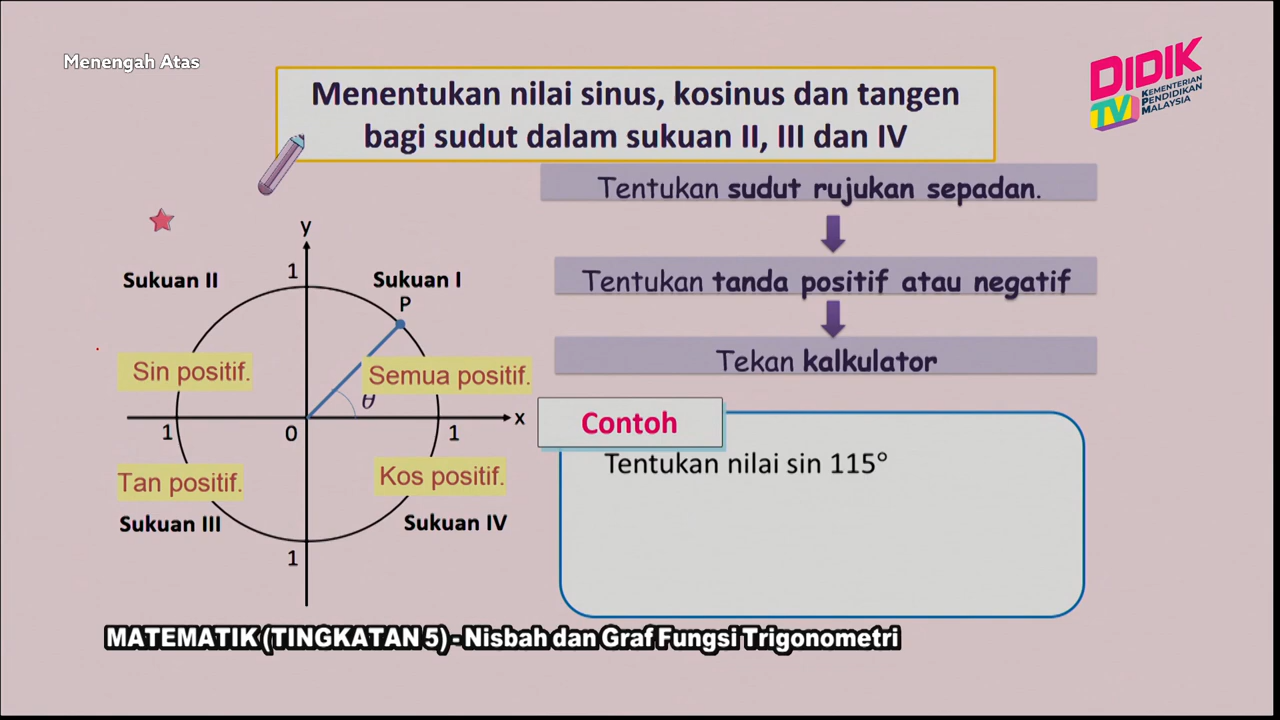 Menengah Atas
DIDIK
TV
KEMENTERIAN
PENDIDIKAN
MALAYSIA
Menentukan nilai sinus, kosinus dan tangen
bagi sudut dalam sukuan II, III dan IV
Tentukan sudut rujukan sepadan.
Tentukan tanda positif atau negatif
Tekan kalkulator
y
1
Sukuan II
Sukuan I
P
Sin positif.
Semua positif.
θ
x
1
0
1
Tan positif.
Kos positif.
Sukuan III
Sukuan IV
1
Contoh
Tentukan nilai sin 115°
MATEMATIK (TINGKATAN 5) - Nisbah dan Graf Fungsi Trigonometri